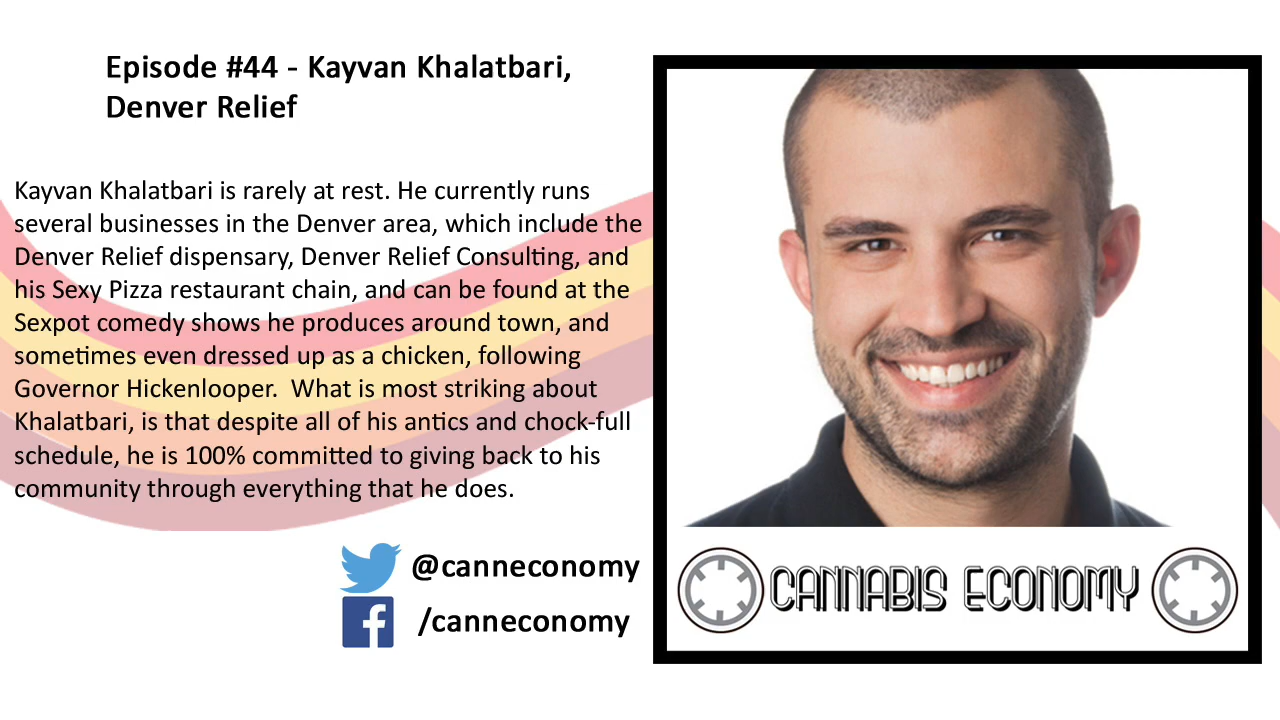 Episode #44 - Kayvan Khalatbari,
Denver Relief
Kayvan Khalatbari is rarely at rest. He currently runs
several businesses in the Denver area, which include the
Denver Relief dispensary, Denver Relief Consulting, and
his Sexy Pizza restaurant chain, and can be found at the
Sexpot comedy shows he produces around town, and
sometimes even dressed up as a chicken, following
Governor Hickenlooper.  What is most striking about
Khalatbari, is that despite all of his antics and chock-full
schedule, he is 100% committed to giving back to his
community through everything that he does.
@canneconomy
/canneconomy
CANNABIS ECONOMY